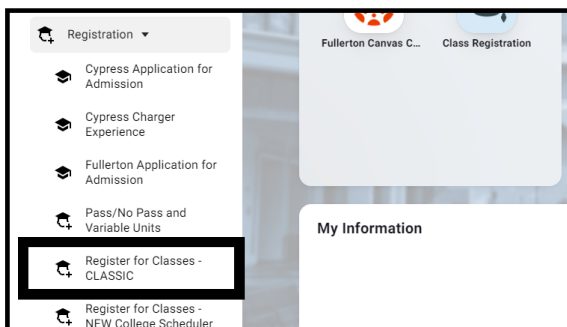 Registration
Cypress Application for
Admission
Cypress Charger
Experience
Fullerton Application for
Admission
Pass/No Pass and
Variable Units
Register for Classes -
CLASSIC
Register for Classes -
NEW College Scheduler
Fullerton Canvas C...
Class Registration
My Information